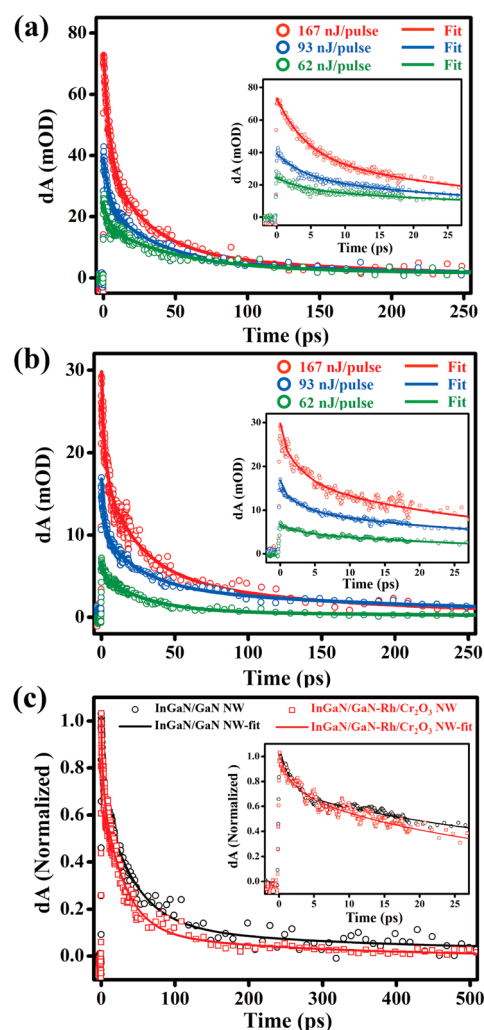 (a)
167 nJ/pulse Fit
93 nJ/pulse Fit
62 nJ/pulse Fit
80
60
40
20
0
dA (mOD)
0 50 100 150 200 250
Time (ps)
80
60
40
20
0
dA (mOD)
0 5 10 15 20 25
Time (ps)
(b)
167 nJ/pulse Fit
93 nJ/pulse Fit
62 nJ/pulse Fit
30
20
10
0
dA (mOD)
0 50 100 150 200 250
Time (ps)
30
20
10
0
dA (mOD)
0 5 10 15 20 25
Time (ps)
(c)
InGaN/GaN NW InGaN/GaN-Rh/Cr₂O₃ NW
InGaN/GaN NW-fit InGaN/GaN-Rh/Cr₂O₃ NW-fit
1.0
0.8
0.6
0.4
0.2
0.0
dA (Normalized )
0 100 200 300 400 500
Time (ps)
1.0
0.8
0.6
0.4
0.2
0.0
dA (Normalized )
0 5 10 15 20 25
Time (ps)